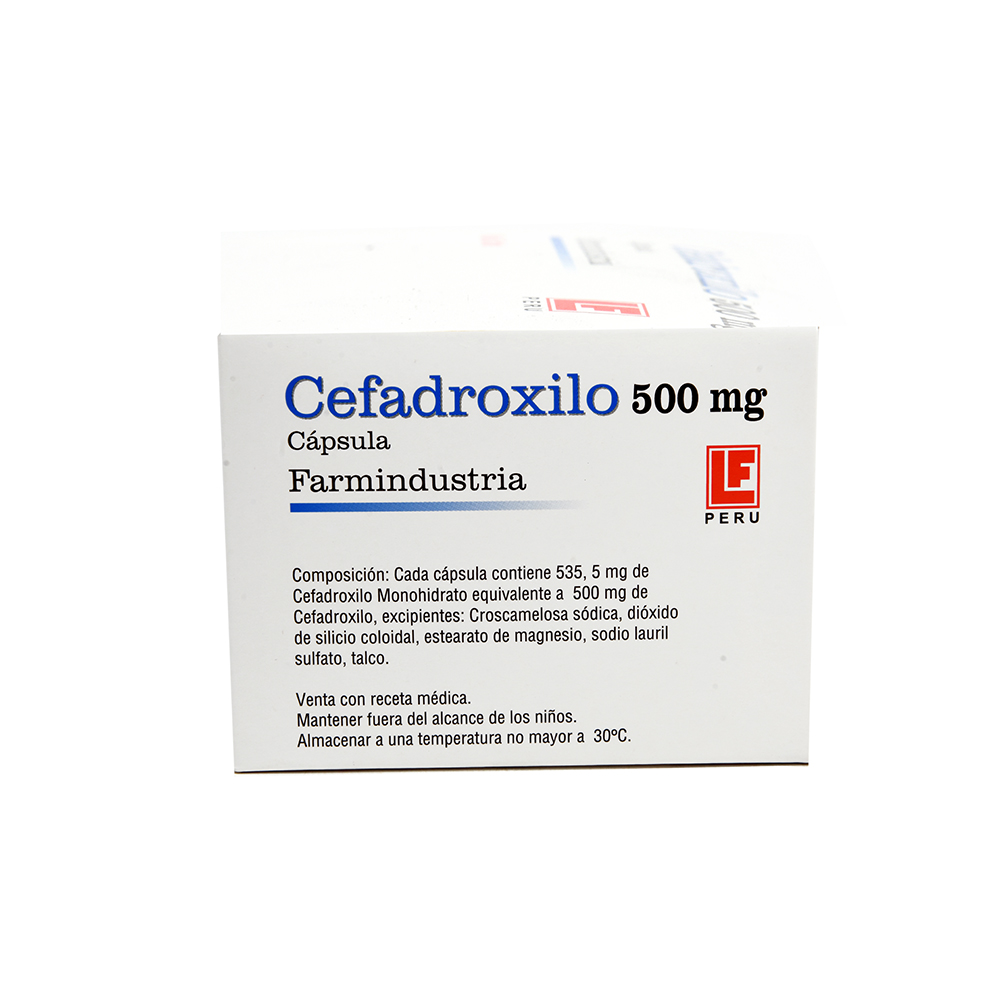 PERU
LF
Cefadroxilo 500 mg
Cápsula
Farmindustria
LF
PERU
Composición: Cada cápsula contiene 535, 5 mg de
Cefadroxilo Monohidrato equivalente a 500 mg de
Cefadroxilo, excipientes: Croscamelosa sódica, dióxido
de silicio coloidal, estearato de magnesio, sodio lauril
sulfato, talco.
Venta con receta médica.
Mantener fuera del alcance de los niños.
Almacenar a una temperatura no mayor a 30ºC.